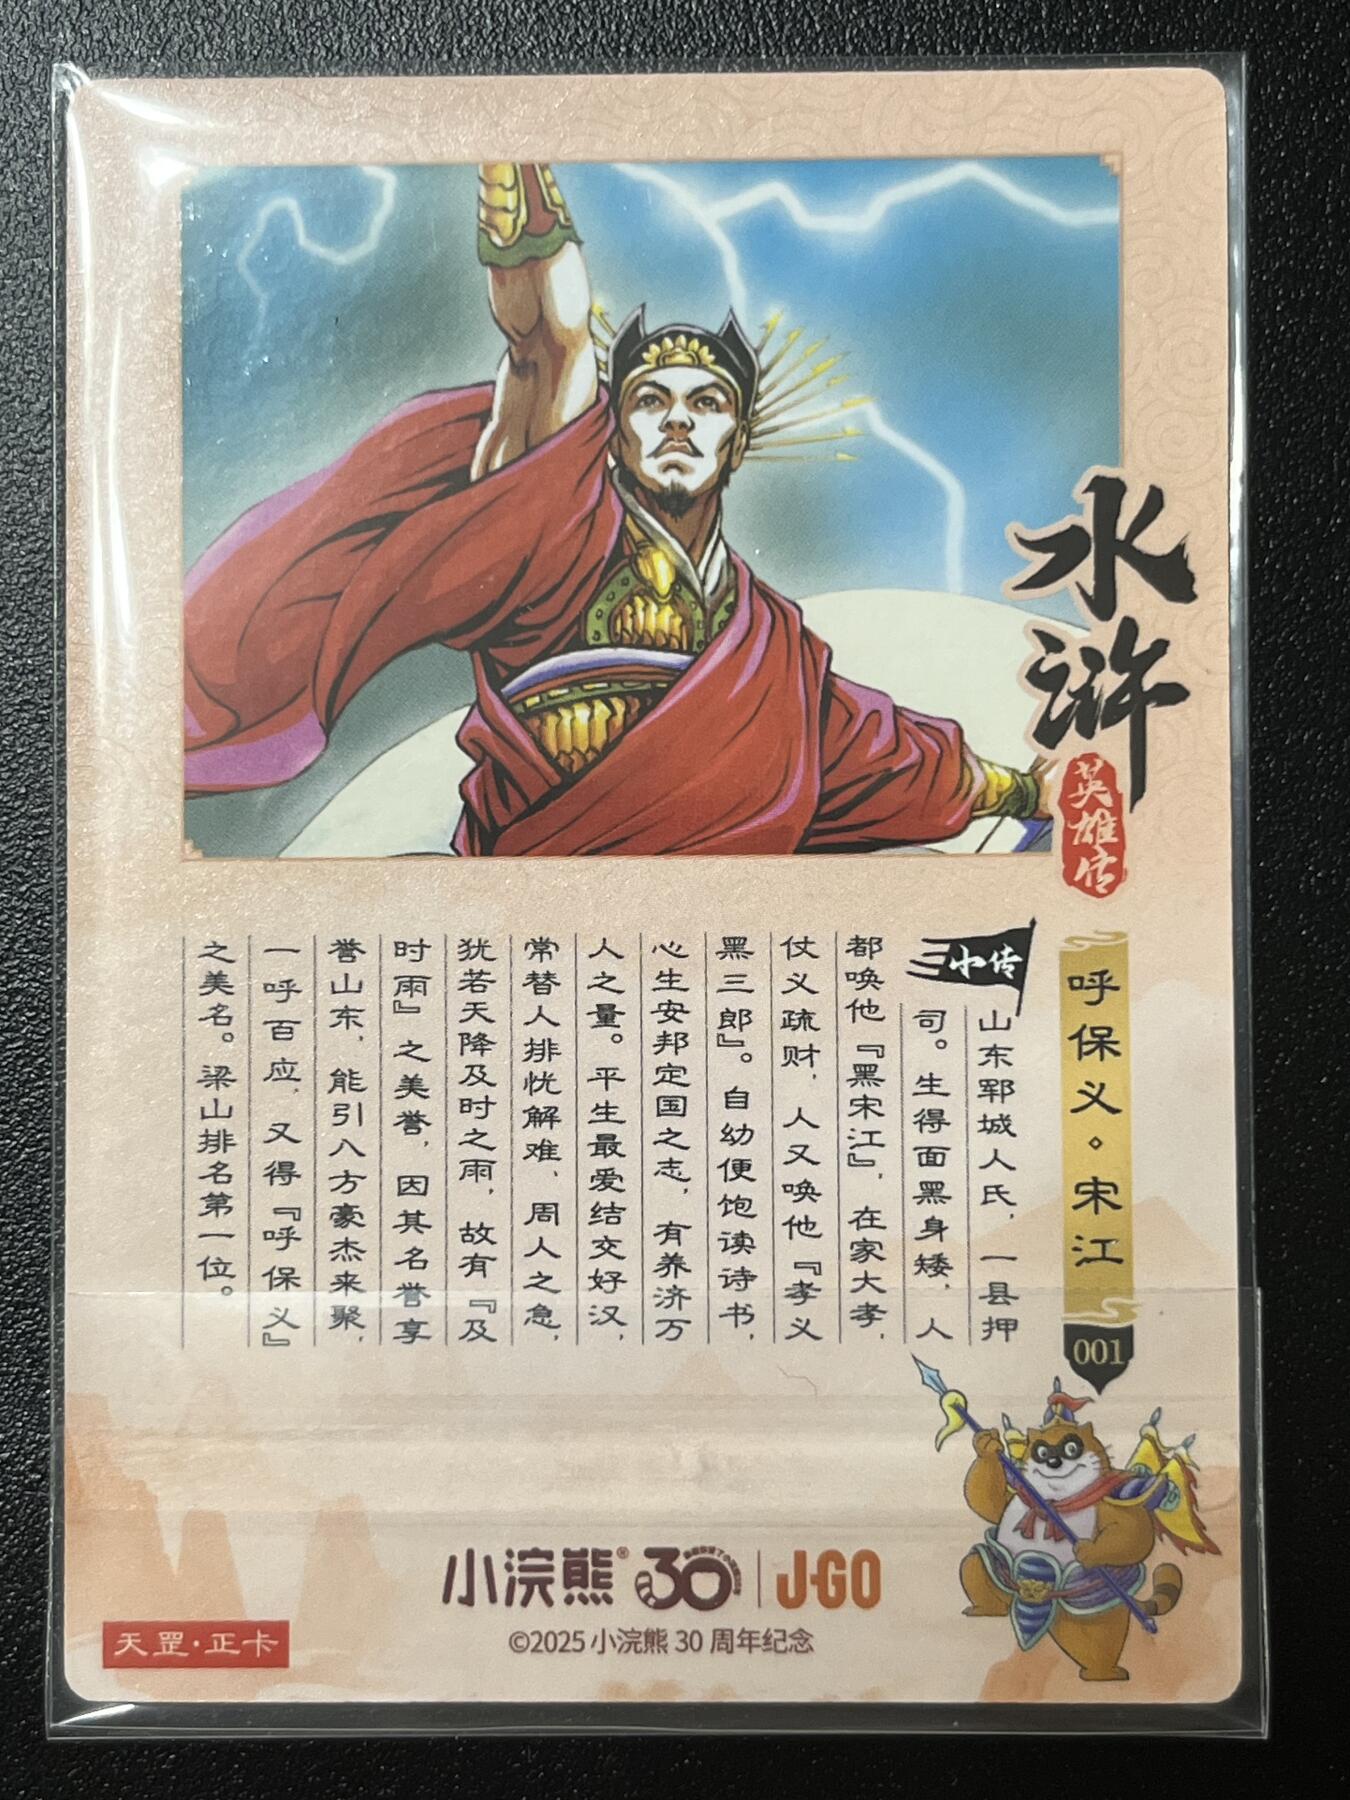 水浒
英雄传
呼保义◇宋江
001
小传
山东郓城人氏，一县押
司。生得面黑身矮，人
都唤他『黑宋江』，在家大孝，
仗义疏财，人又唤他『孝义
黑三郎』。自幼便饱读诗书，
心生安邦定国之志，有养济万
人之量。平生最爱结交好汉，
常替人排忧解难，周人之急，
犹若天降及时之雨，故有『及
时雨』之美誉，因其名誉享
誉山东，能引八方豪杰来聚，
一呼百应，又得『呼保义』
之美名。梁山排名第一位。
小浣熊® 30 | J-GO
©2025 小浣熊 30 周年纪念
天罡·正卡